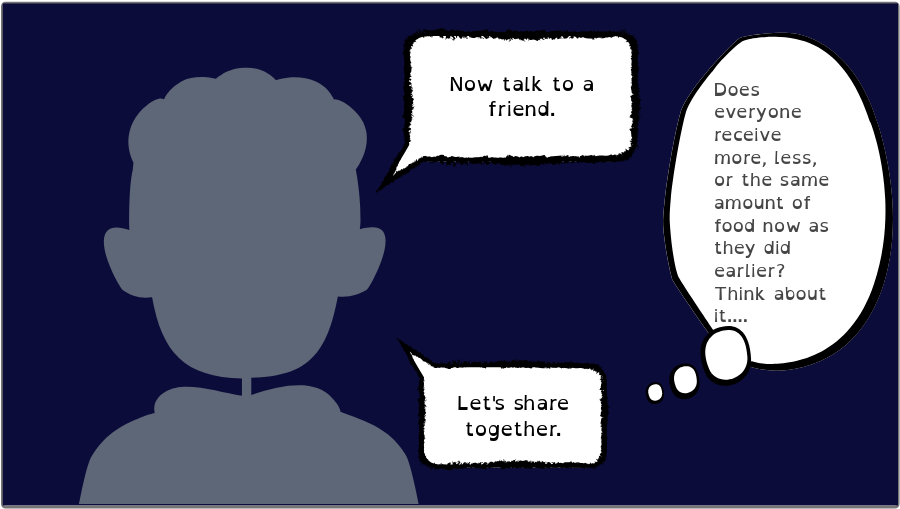 Now talk to a
friend.
Does
everyone
receive
more, less,
or the same
amount of
food now as
they did
earlier?
Think about
it....
Let's share
together.